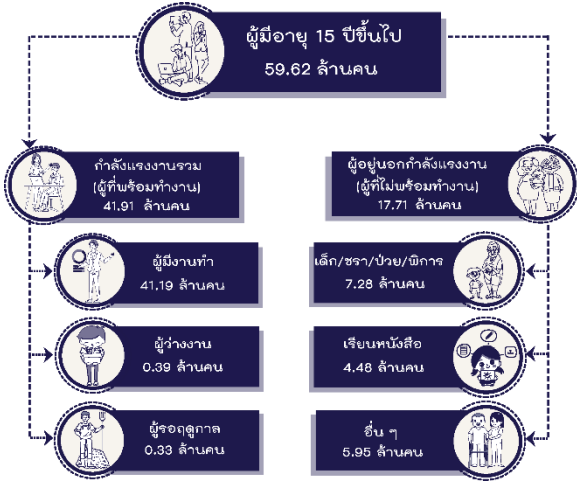 ผู้มีอายุ 15 ปีขึ้นไป
59.62 ล้านคน
กำลังแรงงานรวม
(ผู้ที่พร้อมทำงาน)
41.91 ล้านคน
ผู้มีงานทำ
41.19 ล้านคน
ผู้ว่างงาน
0.39 ล้านคน
ผู้รอฤดูกาล
0.33 ล้านคน
ผู้อยู่นอกกำลังแรงงาน
(ผู้ที่ไม่พร้อมทำงาน)
17.71 ล้านคน
เด็ก/ชรา/ป่วย/พิการ
7.28 ล้านคน
เรียนหนังสือ
4.48 ล้านคน
อื่น ๆ
5.95 ล้านคน